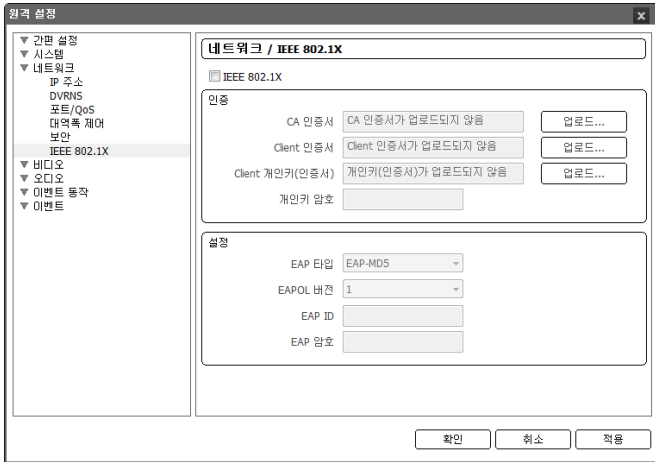 원격 설정
x
간편 설정
시스템
네트워크
IP 주소
DVRNS
포트/QoS
대역폭 제어
보안
IEEE 802.1X
비디오
오디오
이벤트 동작
이벤트
네트워크 / IEEE 802.1X
IEEE 802.1X
인증
CA 인증서 CA 인증서가 업로드되지 않음 업로드...
Client 인증서 Client 인증서가 업로드되지 않음 업로드...
Client 개인키(인증서) 개인키(인증서)가 업로드되지 않음 업로드...
개인키 암호
설정
EAP 타입 EAP-MD5
EAPOL 버전 1
EAP ID
EAP 암호
확인 취소 적용